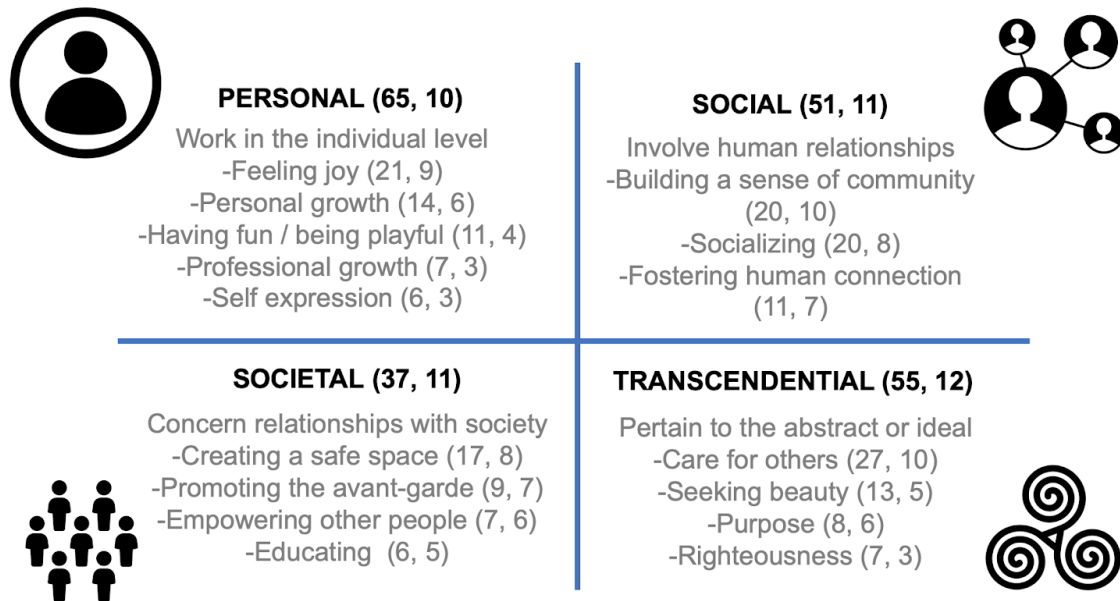 PERSONAL (65, 10)
Work in the individual level
-Feeling joy (21, 9)
-Personal growth (14, 6)
-Having fun / being playful (11, 4)
-Professional growth (7, 3)
-Self expression (6, 3)
SOCIAL (51, 11)
Involve human relationships
-Building a sense of community
(20, 10)
-Socializing (20, 8)
-Fostering human connection
(11, 7)
SOCIETAL (37, 11)
Concern relationships with society
-Creating a safe space (17, 8)
-Promoting the avant-garde (9, 7)
-Empowering other people (7, 6)
-Educating  (6, 5)
TRANSCENDENTIAL (55, 12)
Pertain to the abstract or ideal
-Care for others (27, 10)
-Seeking beauty (13, 5)
-Purpose (8, 6)
-Righteousness (7, 3)